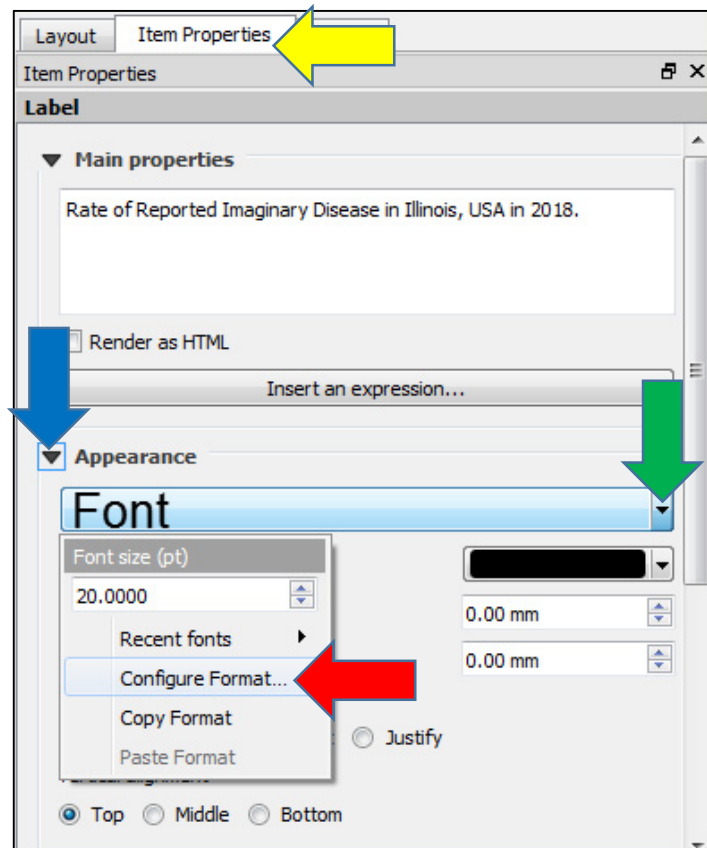 Layout Item Properties
Item Properties
Label
Main properties
Rate of Reported Imaginary Disease in Illinois, USA in 2018.
Render as HTML
Insert an expression...
Appearance
Font
Font size (pt)
20.0000
0.00 mm
Recent fonts
0.00 mm
Configure Format...
Copy Format
Justify
Paste Format
Top Middle Bottom